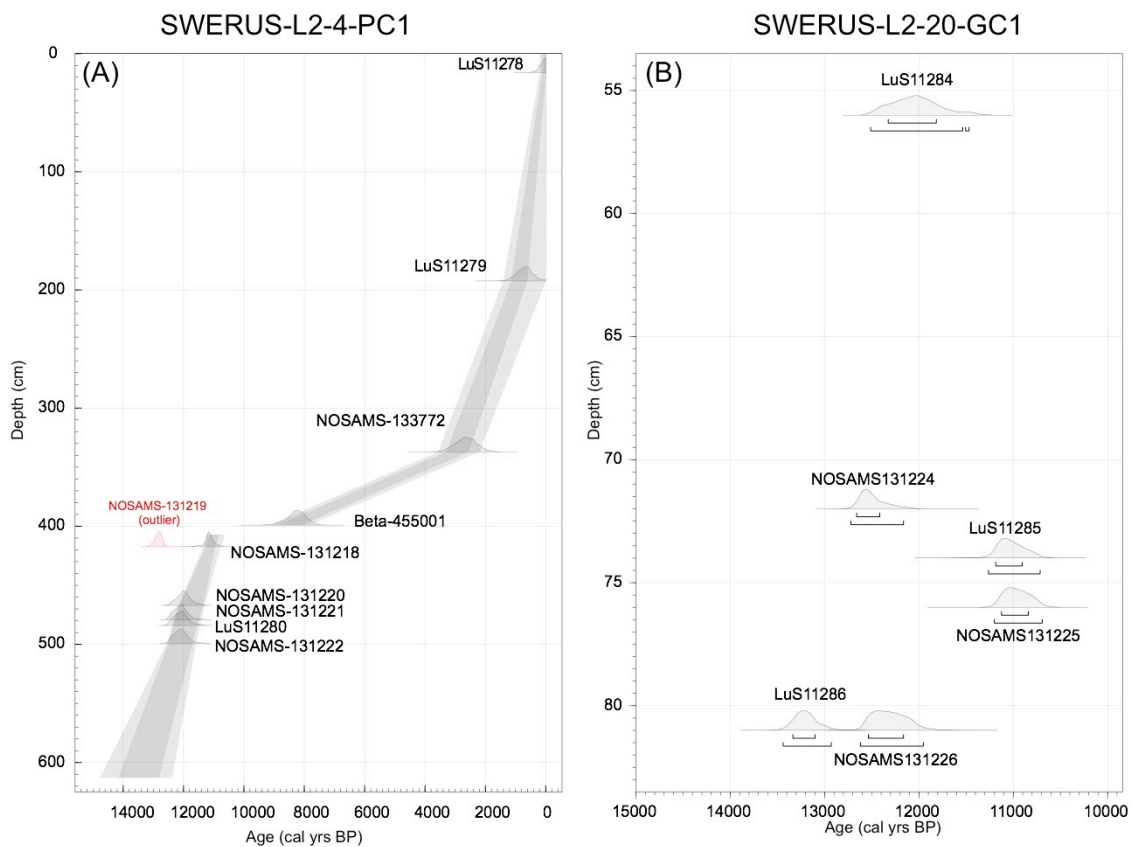 SWERUS-L2-4-PC1
SWERUS-L2-20-GC1
(A)
LuS11278
LuS11279
NOSAMS-133772
NOSAMS-131219
(outlier)
Beta-455001
NOSAMS-131218
NOSAMS-131220
NOSAMS-131221
LuS11280
NOSAMS-131222
0
100
200
300
400
500
600
Depth (cm)
14000 12000 10000 8000 6000 4000 2000 0
Age (cal yrs BP)
(B)
LuS11284
NOSAMS131224
LuS11285
NOSAMS131225
LuS11286
NOSAMS131226
55
60
65
70
75
80
Depth (cm)
15000 14000 13000 12000 11000 10000
Age (cal yrs BP)